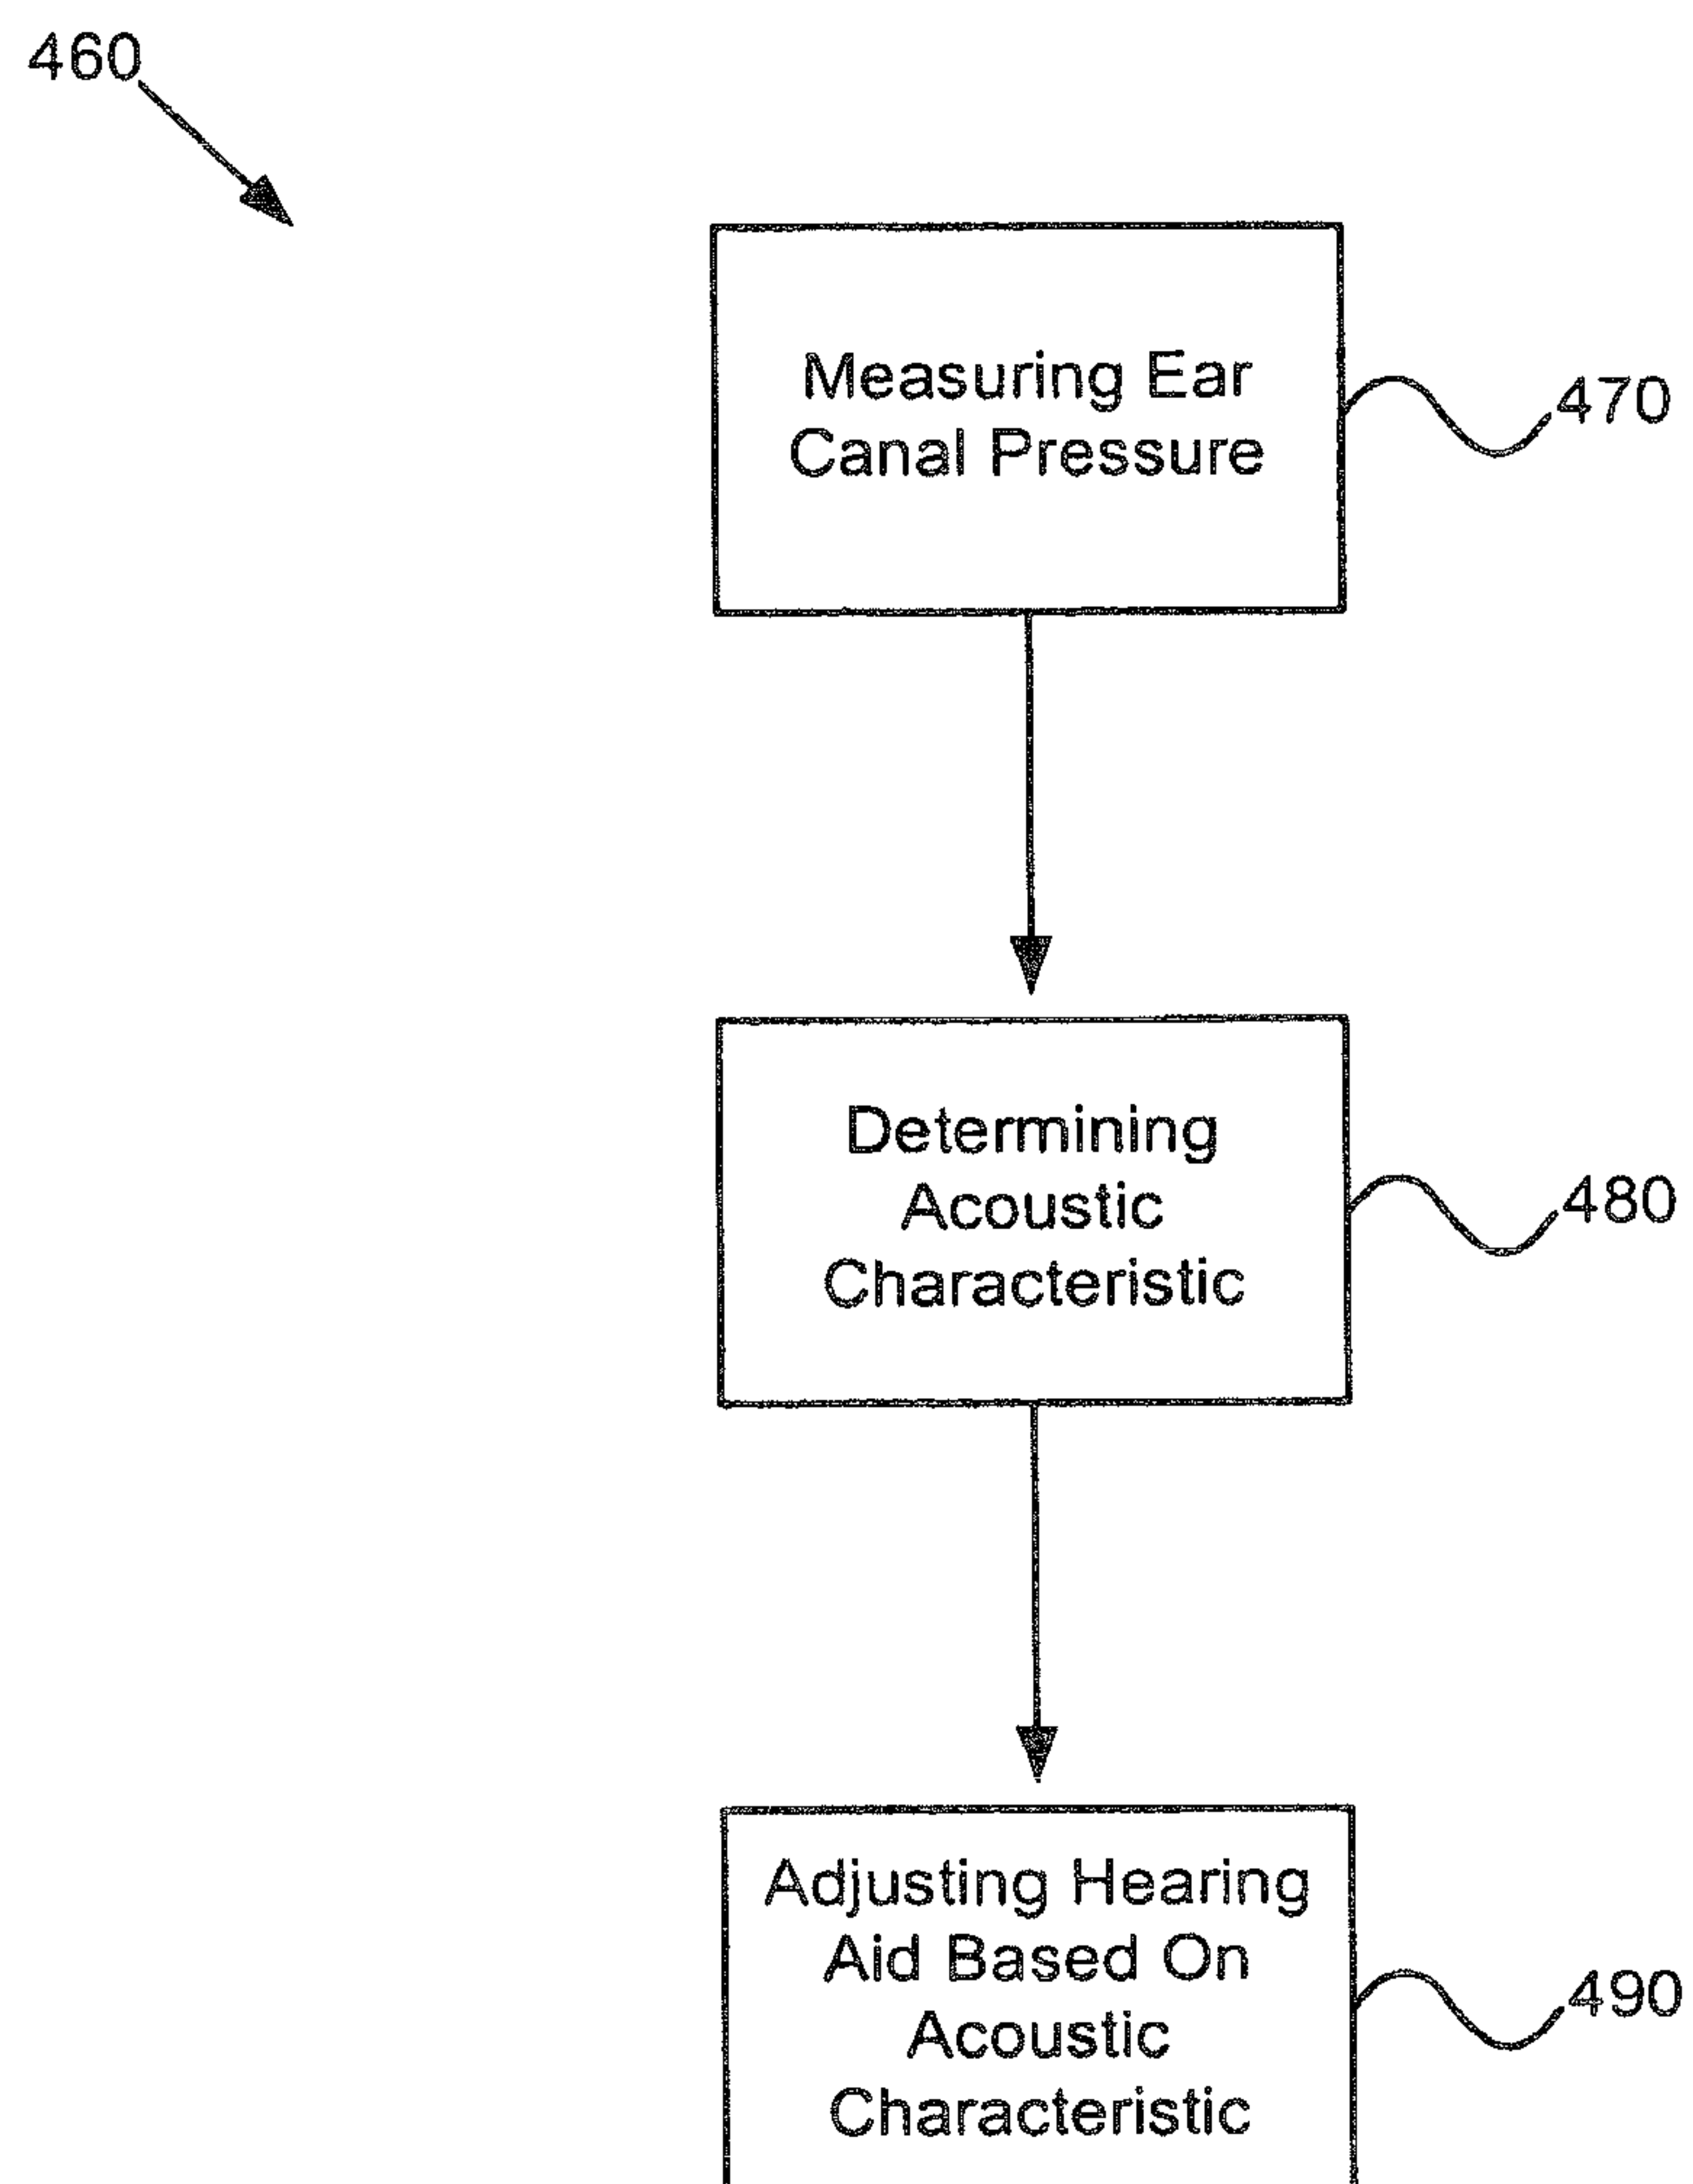 460
Measuring Ear
Canal Pressure
470
Determining
Acoustic
Characteristic
480
Adjusting Hearing
Aid Based On
Acoustic
Characteristic
490